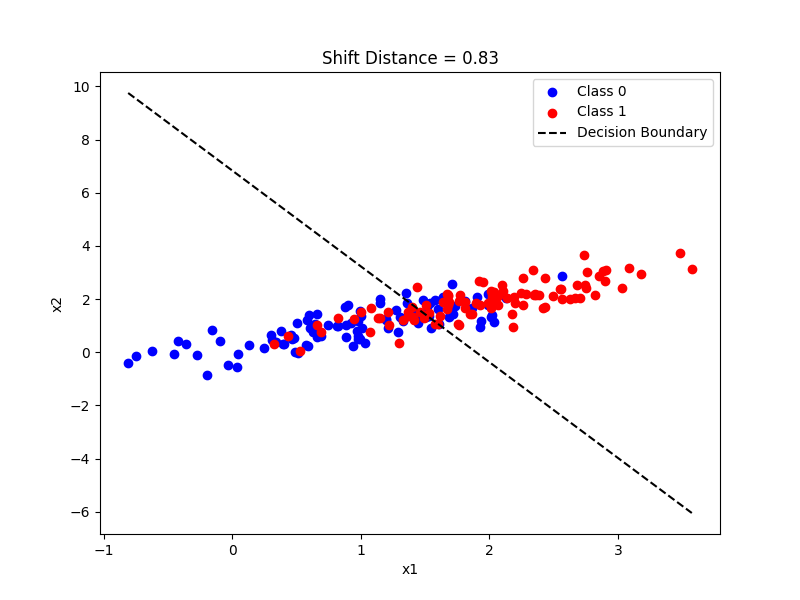 Shift Distance = 0.83
Class 0
Class 1
Decision Boundary
10
8
6
4
2
0
−2
−4
−6
x2
−1
0
1
2
3
x1